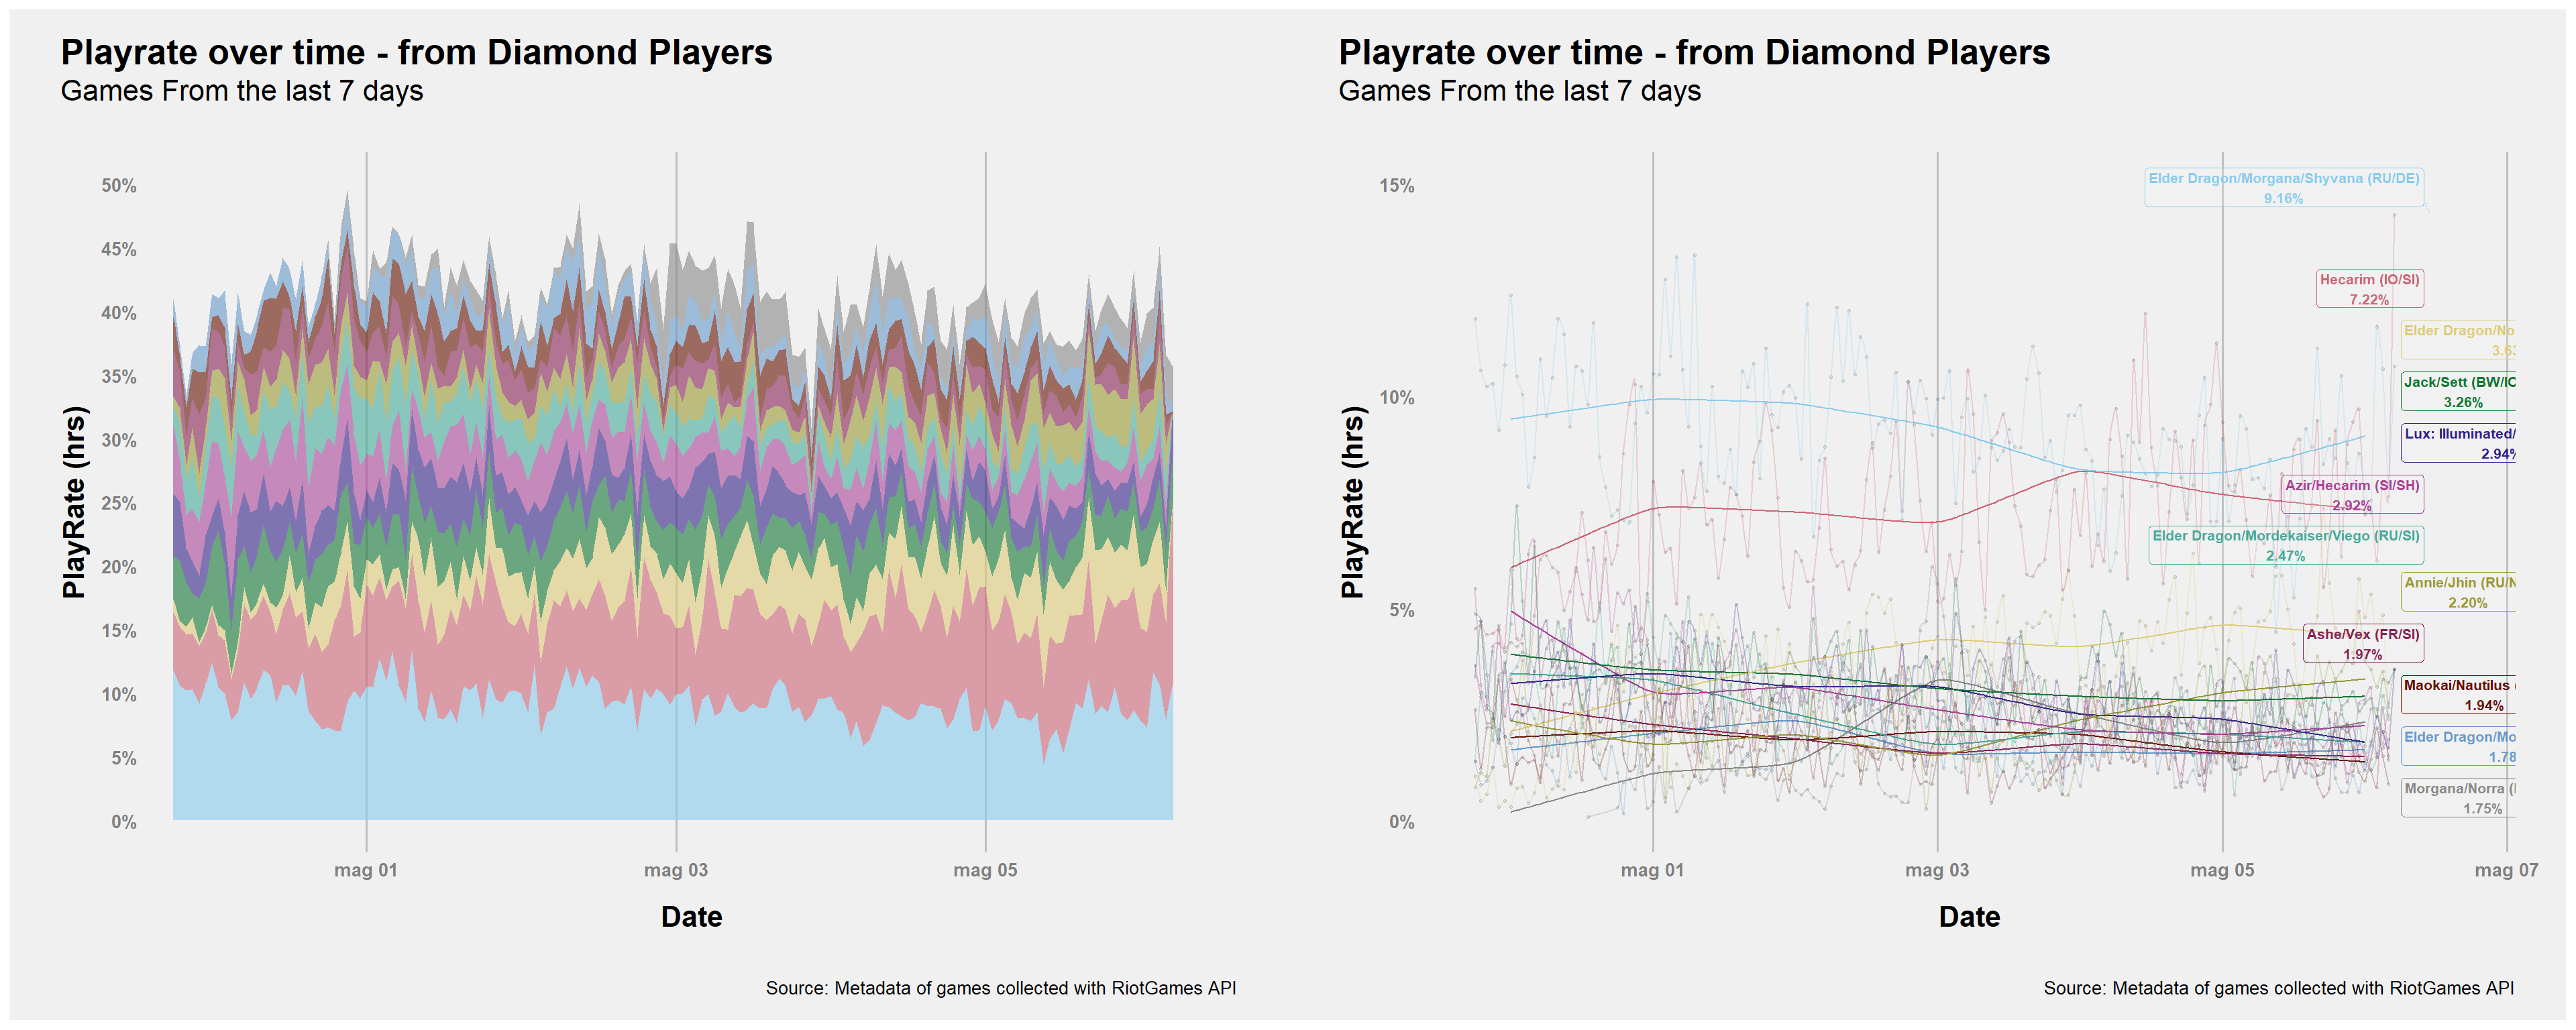 Playrate over time - from Diamond Players
Games From the last 7 days
50%
45%
40%
35%
30%
25%
20%
15%
10%
5%
0%
PlayRate (hrs)
mag 01
mag 03
mag 05
Date
Source: Metadata of games collected with RiotGames API
Playrate over time - from Diamond Players
Games From the last 7 days
15%
10%
5%
0%
PlayRate (hrs)
Elder Dragon/Morgana/Shyvana (RU/DE)
9.16%
Hecarim (IO/SI)
7.22%
Elder Dragon/No
3.63
Jack/Sett (BW/IO
3.26%
Lux: Illuminated/
2.94%
Azir/Hecarim (SI/SH)
2.92%
Elder Dragon/Mordekaiser/Viego (RU/SI)
2.47%
Annie/Jhin (RU/N
2.20%
Ashe/Vex (FR/SI)
1.97%
Maokai/Nautilus
1.94%
Elder Dragon/Mo
1.78
Morgana/Norra
1.75%
mag 01
mag 03
mag 05
mag 07
Date
Source: Metadata of games collected with RiotGames API